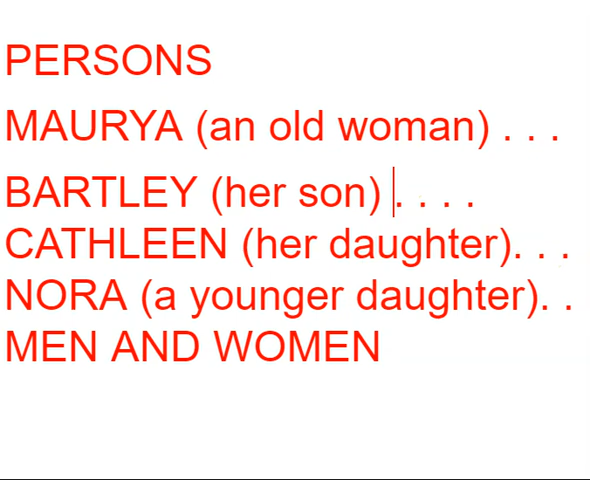 PERSONS
MAURYA (an old woman) . . .
BARTLEY (her son) . . . .
CATHLEEN (her daughter). . .
NORA (a younger daughter). .
MEN AND WOMEN